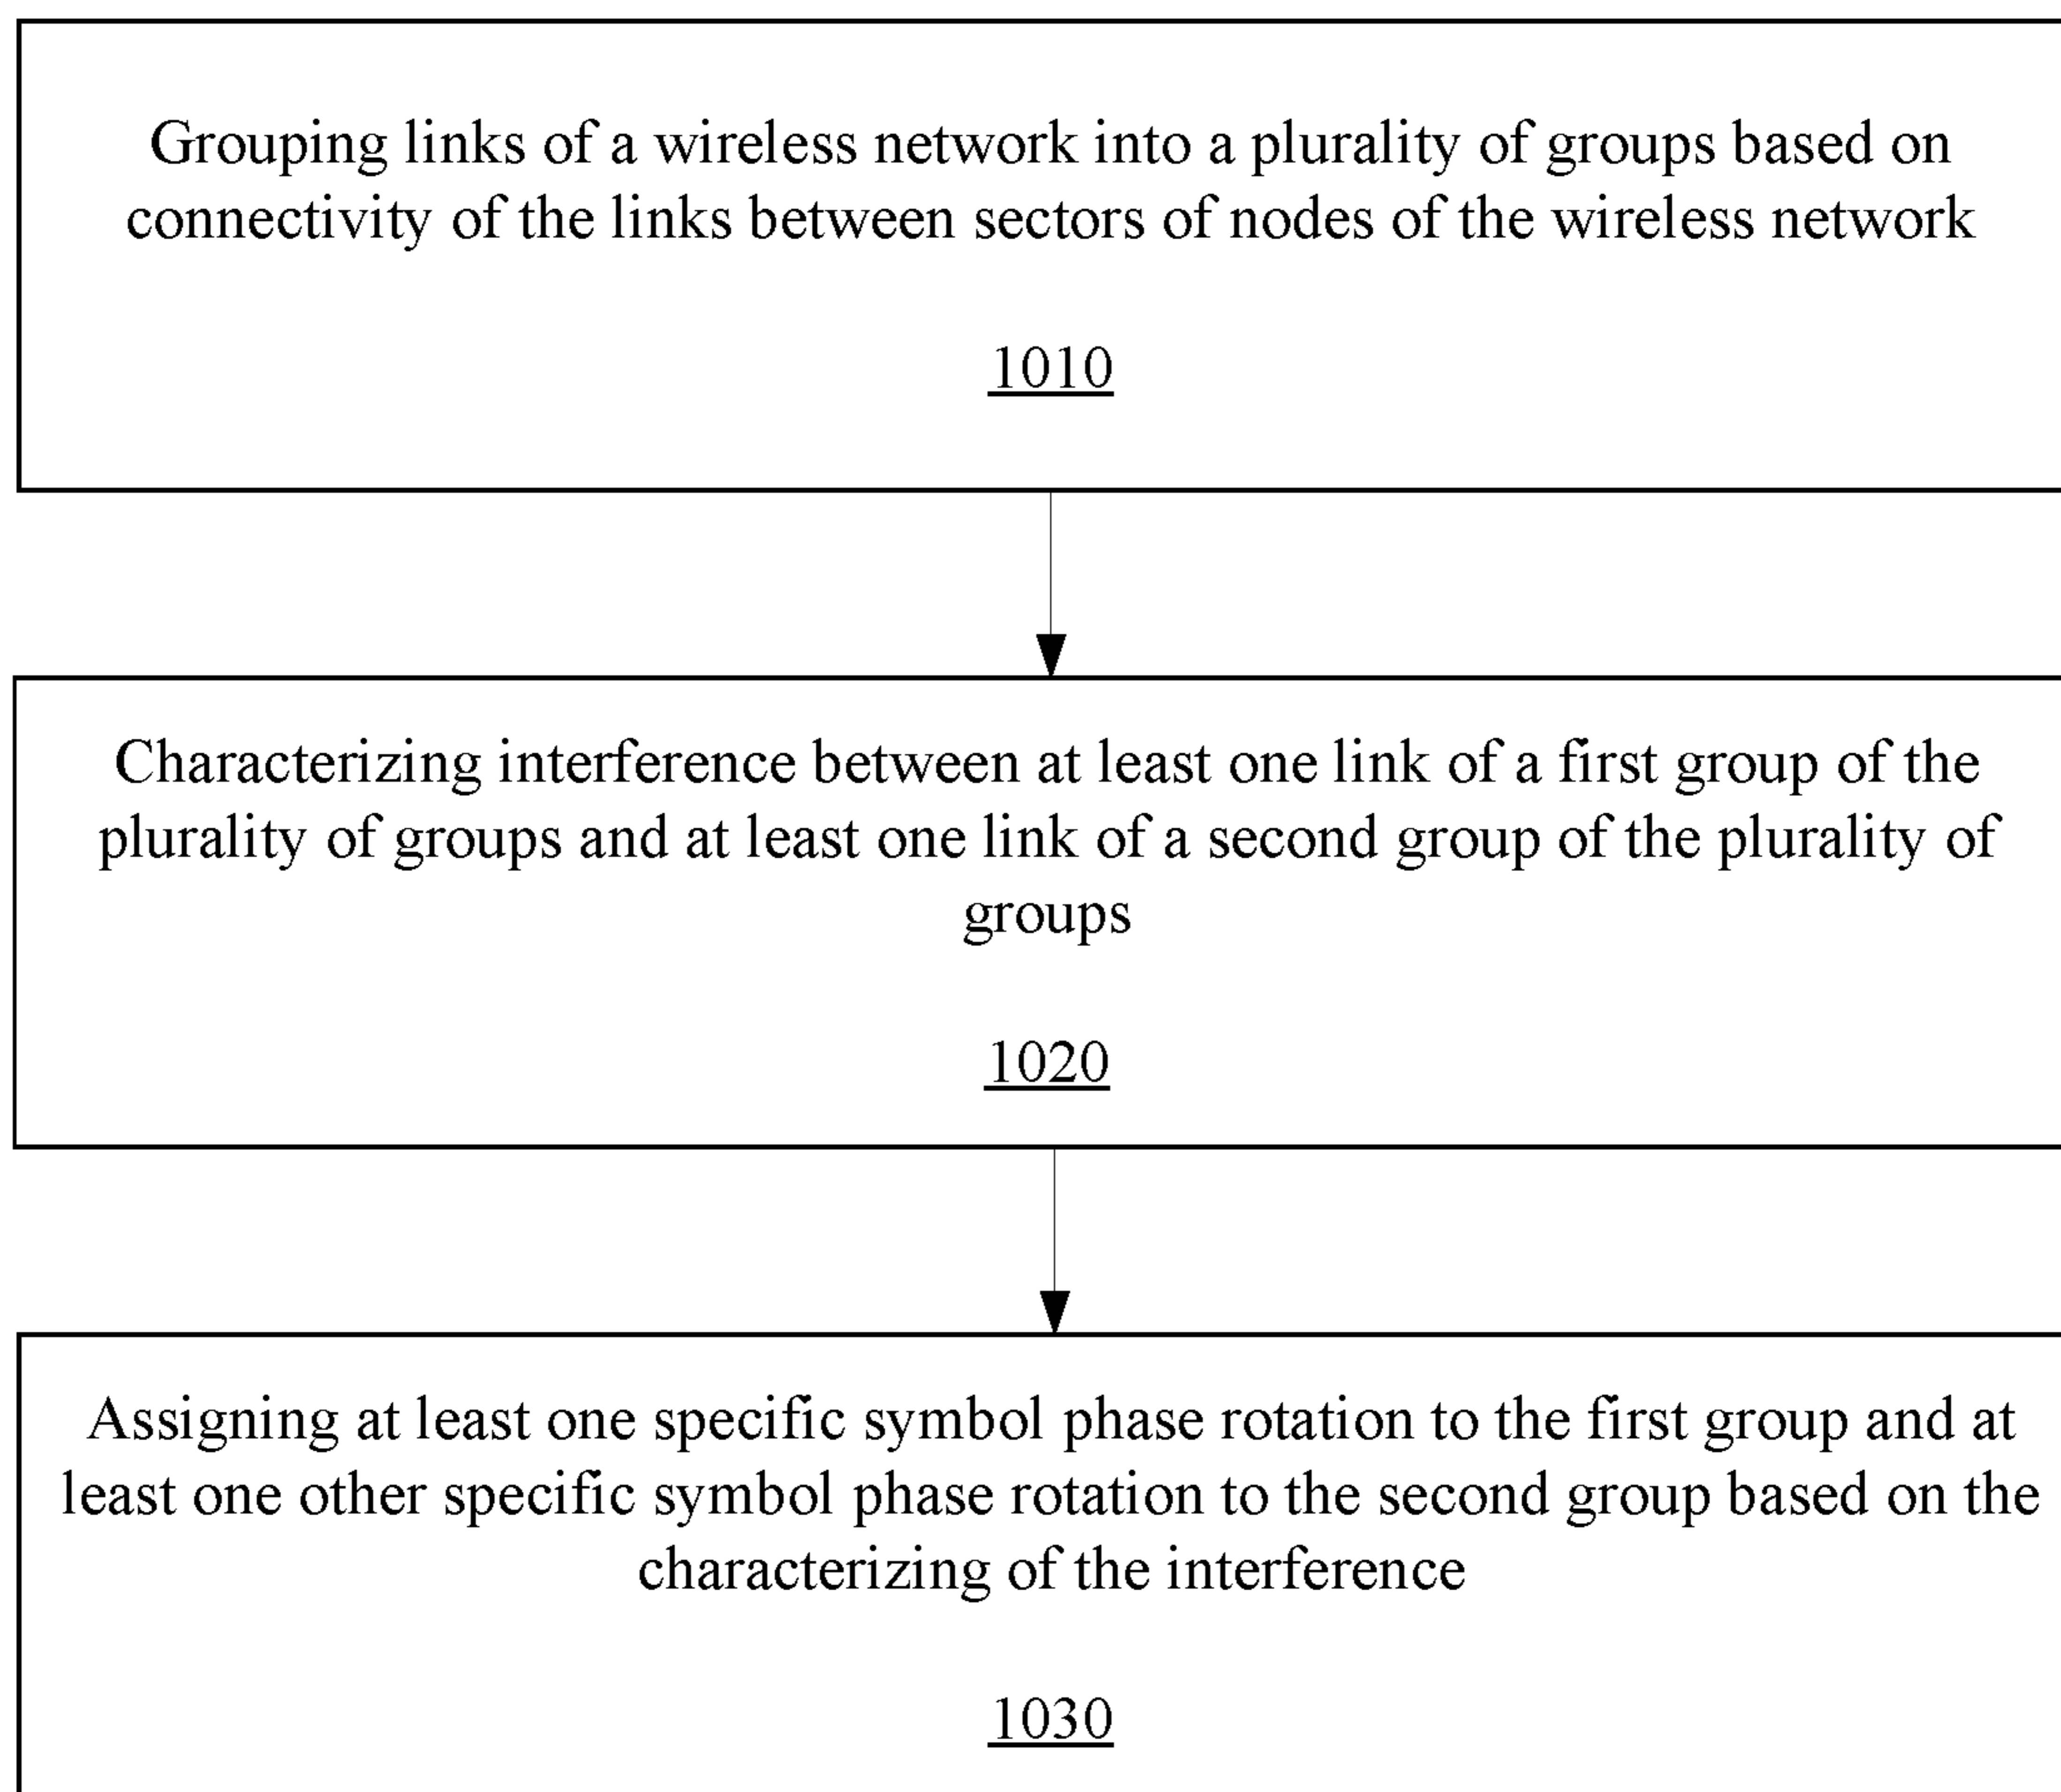 Grouping links of a wireless network into a plurality of groups based on
connectivity of the links between sectors of nodes of the wireless network
1010
Characterizing interference between at least one link of a first group of the
plurality of groups and at least one link of a second group of the plurality of
groups
1020
Assigning at least one specific symbol phase rotation to the first group and at
least one other specific symbol phase rotation to the second group based on the
characterizing of the interference
1030